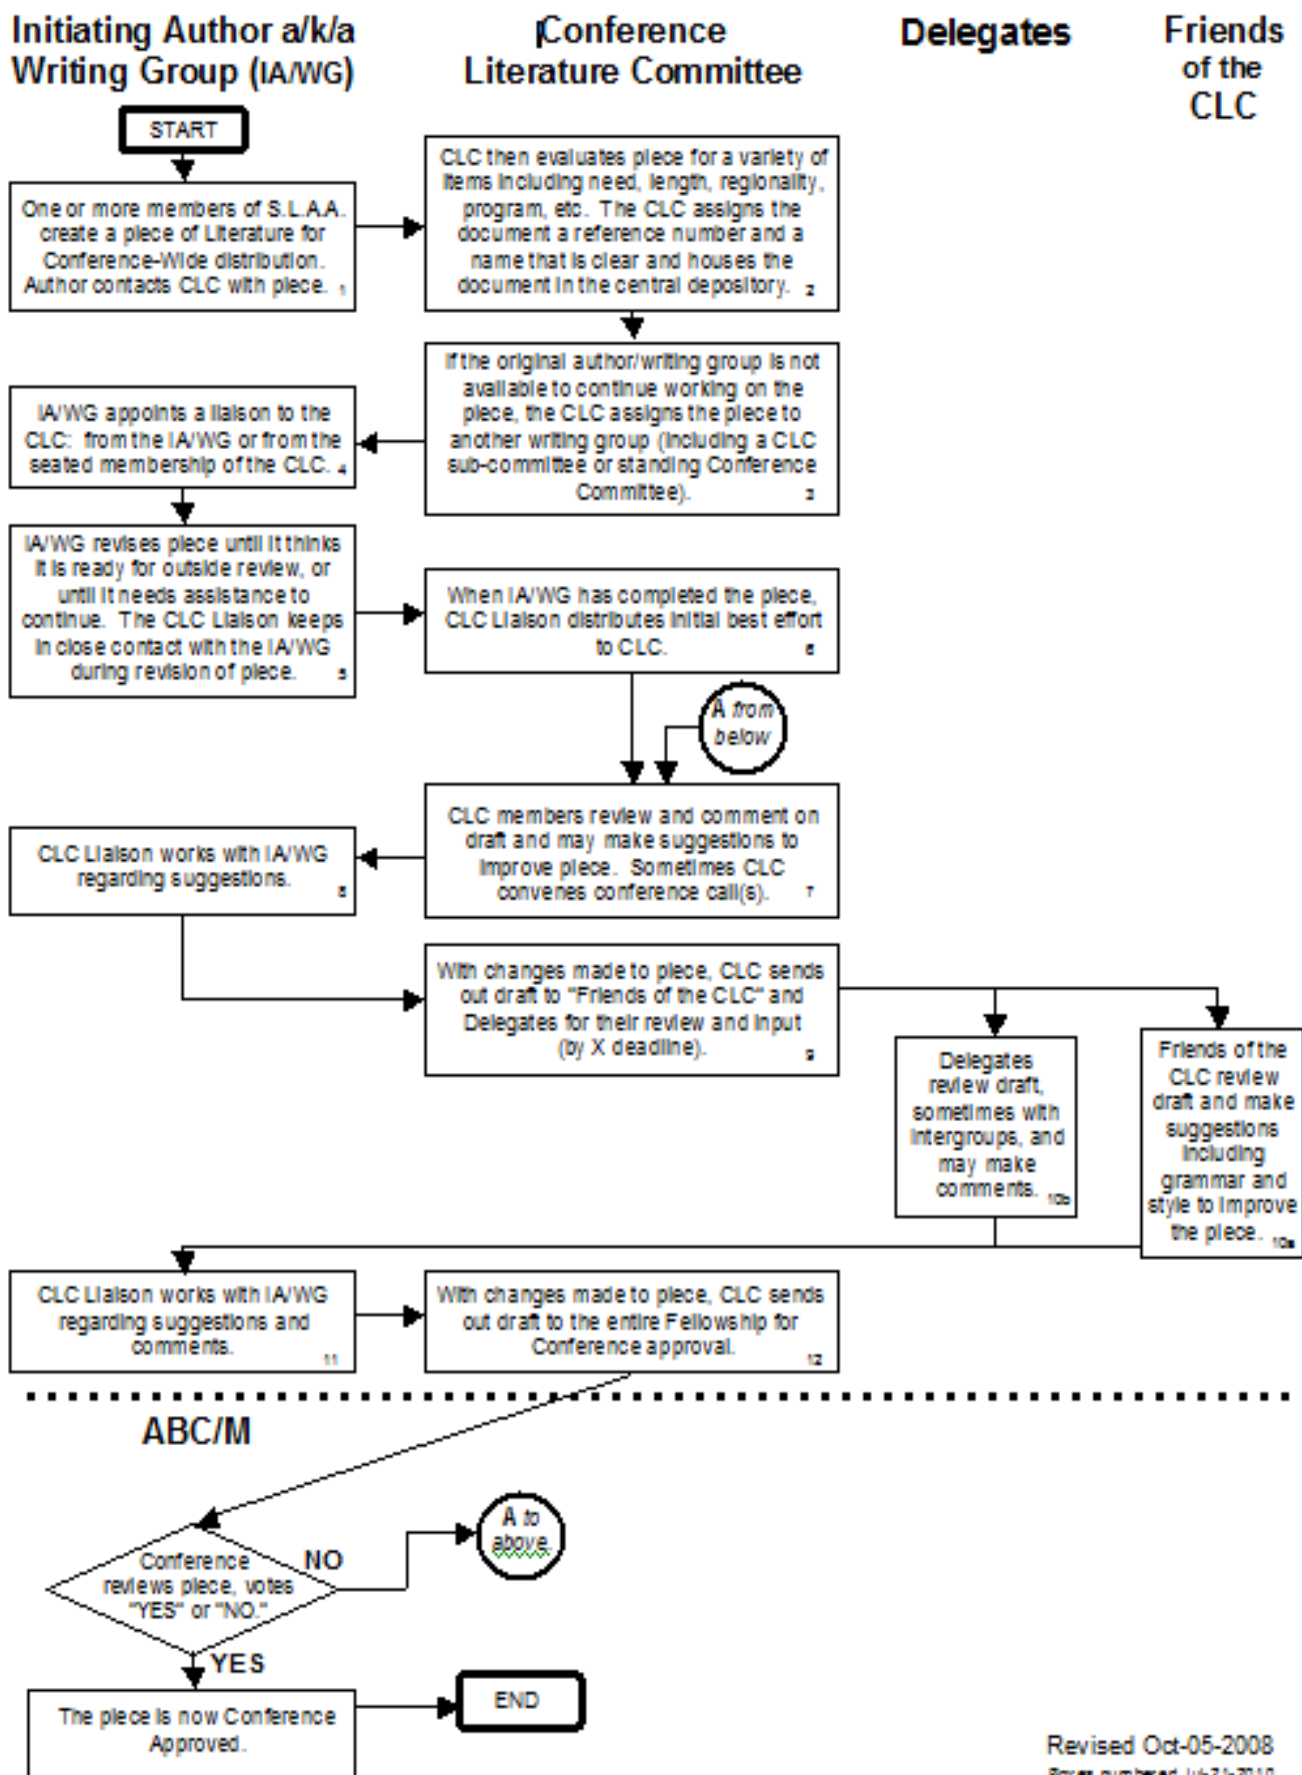 Initiating Author a/k/a
Writing Group (IA/WG)
Conference
Literature Committee
Delegates
Friends
of the
CLC
START
One or more members of S.L.A.A.
create a piece of Literature for
Conference-Wide distribution.
Author contacts CLC with piece. 1
CLC then evaluates piece for a variety of
items including need, length, regionality,
program, etc. The CLC assigns the
document a reference number and a
name that is clear and houses the
document in the central depository. 2
If the original author/writing group is not
available to continue working on the
piece, the CLC assigns the piece to
another writing group (including a CLC
sub-committee or standing Conference
Committee). 3
IA/WG appoints a liaison to the
CLC: from the IA/WG or from the
seated membership of the CLC. 4
IA/WG revises piece until it thinks
it is ready for outside review, or
until it needs assistance to
continue. The CLC Liaison keeps
in close contact with the IA/WG
during revision of piece. 5
When IA/WG has completed the piece,
CLC Liaison distributes initial best effort
to CLC. 6
A from
below
CLC members review and comment on
draft and may make suggestions to
improve piece. Sometimes CLC
convenes conference call(s). 7
CLC Liaison works with IA/WG
regarding suggestions. 8
With changes made to piece, CLC sends
out draft to "Friends of the CLC" and
Delegates for their review and input
(by X deadline). 9
Delegates
review draft,
sometimes with
Intergroups, and
may make
comments. 10b
Friends of the
CLC review
draft and make
suggestions
including
grammar and
style to improve
the piece. 10a
CLC Liaison works with IA/WG
regarding suggestions and
comments. 11
With changes made to piece, CLC sends
out draft to the entire Fellowship for
Conference approval. 12
ABC/M
Conference
reviews piece, votes
"YES" or "NO."
NO
A to
above.
YES
The piece is now Conference
Approved.
END
Revised Oct-05-2008
Boxes numbered Jul-21-2010